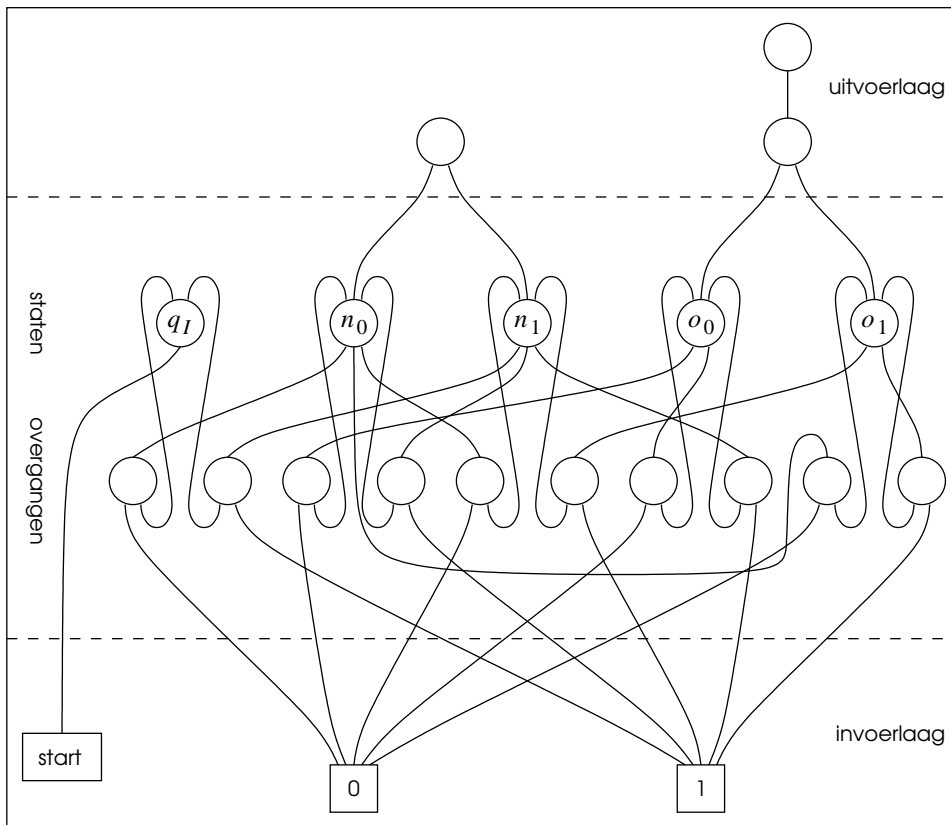 uitvoerlaag
staten
q_I
n_0
n_1
o_0
o_1
overgangen
invoerlaag
start
0
1